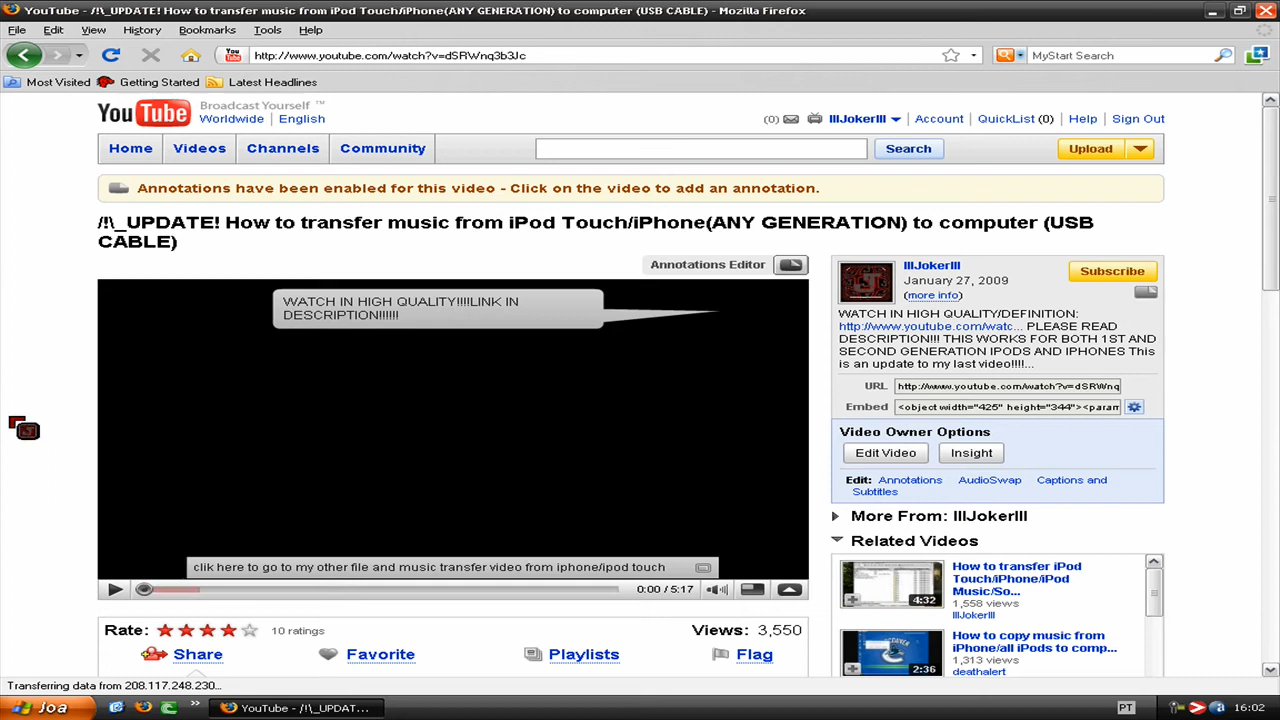 YouTube - /!\_UPDATE! How to transfer music from iPod Touch/iPhone(ANY GENERATION) to computer (USB CABLE) - Mozilla Firefox
File Edit View History Bookmarks Tools Help
http://www.youtube.com/watch?v=dSRWnq3b3Jc
MyStart Search
Most Visited Getting Started Latest Headlines
YouTube
Broadcast Yourself ™
Worldwide English
(0) IIIJokerIII Account QuickList (0) Help Sign Out
Home Videos Channels Community Search Upload
Annotations have been enabled for this video - Click on the video to add an annotation.
/!\_UPDATE! How to transfer music from iPod Touch/iPhone(ANY GENERATION) to computer (USB
CABLE)
Annotations Editor
WATCH IN HIGH QUALITY!!!!LINK IN
DESCRIPTION!!!!!!
clik here to go to my other file and music transfer video from iphone/ipod touch
0:00 / 5:17
Rate: 10 ratings Views: 3,550
Share Favorite Playlists Flag
IIIJokerIII
January 27, 2009
(more info)
Subscribe
WATCH IN HIGH QUALITY/DEFINITION:
http://www.youtube.com/watc... PLEASE READ
DESCRIPTION!!! THIS WORKS FOR BOTH 1ST AND
SECOND GENERATION IPODS AND IPHONES This
is an update to my last video!!!!...
URL http://www.youtube.com/watch?v=dSRWnq
Embed <object width="425" height="344"><param
Video Owner Options
Edit Video Insight
Edit: Annotations AudioSwap Captions and
Subtitles
More From: IIIJokerIII
Related Videos
How to transfer iPod
Touch/iPhone/iPod
Music/So...
1,558 views
IIIJokerIII
4:32
How to copy music from
iPhone/all iPods to comp...
1,313 views
deathalert
2:36
Transferring data from 208.117.248.230...
Joa
YouTube - /!\_UPDAT...
PT
16:02